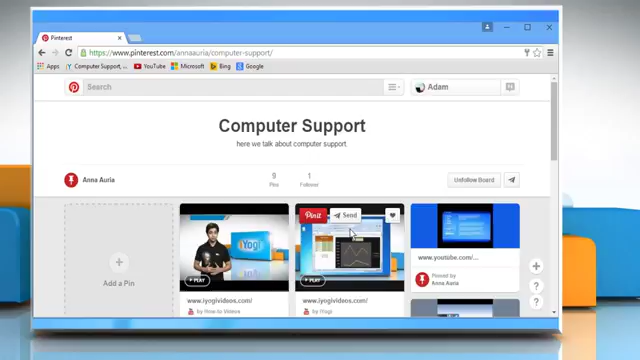 Pinterest
https://www.pinterest.com/annaauria/computer-support/
Apps Computer Support, ... YouTube Microsoft Bing Google
Search Adam
Computer Support
here we talk about computer support
Anna Auria
9 1
Pins Follower
Unfollow Board
Pin it Send
iYogi
PLAY PLAY
Add a Pin
www.iyogivideos.com/ www.iyogivideos.com/
by How-to Videos by iYogi
www.youtube.com/...
Pinned by
Anna Auria
+
?
?